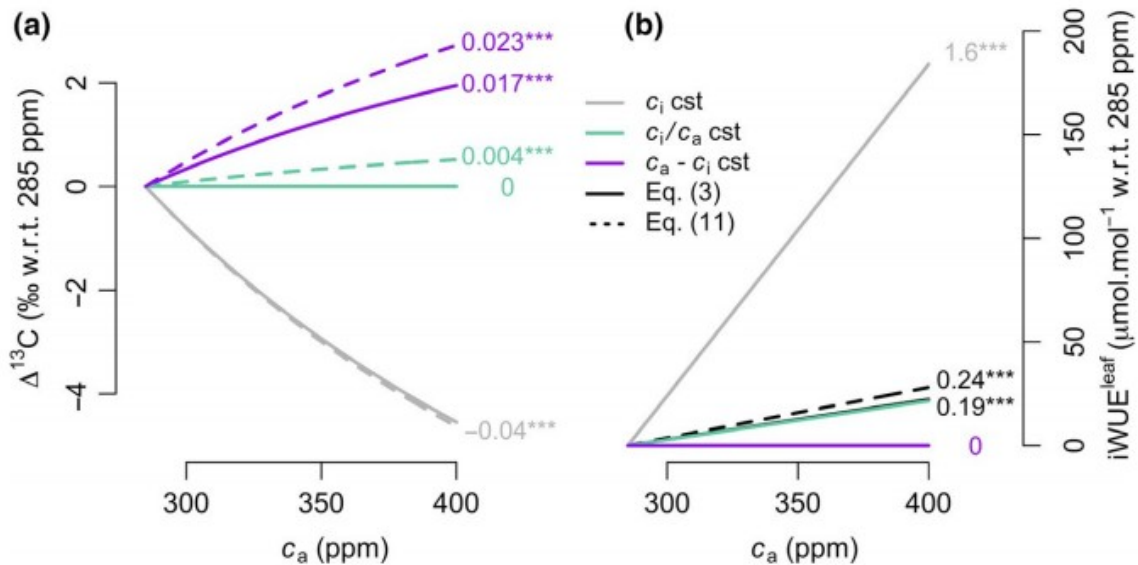 (a)
Δ¹³C (‰ w.r.t. 285 ppm)
2
0
−2
−4
0.023***
0.017***
0.004***
0
−0.04***
300
350
400
cₐ (ppm)
(b)
cᵢ cst
cᵢ/cₐ cst
cₐ - cᵢ cst
Eq. (3)
Eq. (11)
1.6***
0.24***
0.19***
0
300
350
400
cₐ (ppm)
200
150
100
50
0
iWUEˡᵉᵃᶠ (μmol.mol⁻¹ w.r.t. 285 ppm)